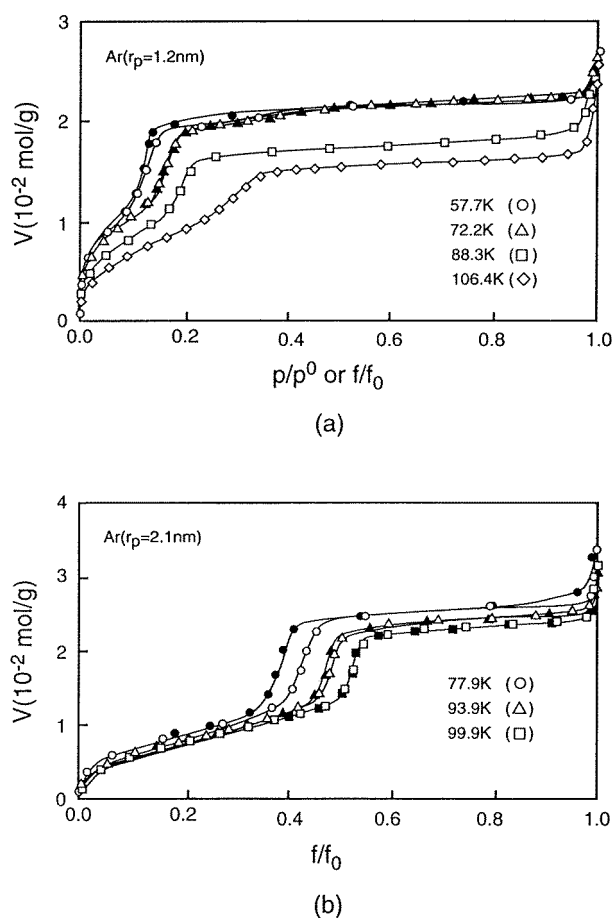 3
Ar(rₚ=1.2nm)
2
V(10⁻² mol/g)
1
57.7K (○)
72.2K (△)
88.3K (□)
106.4K (◇)
0
0.0 0.2 0.4 0.6 0.8 1.0
p/p⁰ or f/f₀
(a)
4
Ar(rₚ=2.1nm)
3
V(10⁻² mol/g)
2
77.9K (○)
93.9K (△)
99.9K (□)
1
0
0.0 0.2 0.4 0.6 0.8 1.0
f/f₀
(b)